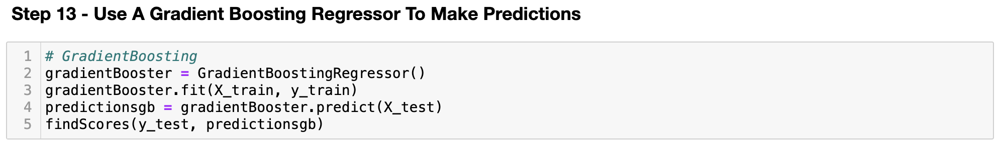 Step 13 - Use A Gradient Boosting Regressor To Make Predictions
1 # GradientBoosting
2 gradientBooster = GradientBoostingRegressor()
3 gradientBooster.fit(X_train, y_train)
4 predictionsgb = gradientBooster.predict(X_test)
5 findScores(y_test, predictionsgb)